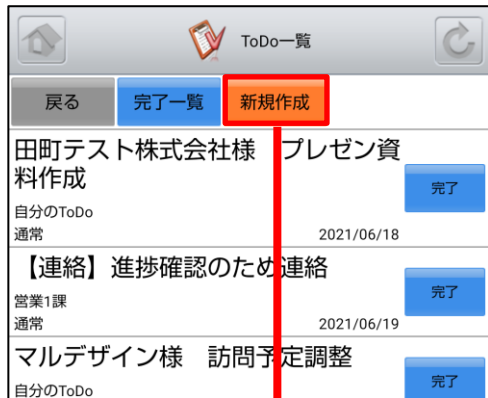 ToDo一覧
戻る 完了一覧 新規作成
田町テスト株式会社様　プレゼン資
料作成
完了
自分のToDo
通常 2021/06/18
【連絡】進捗確認のため連絡
完了
営業1課
通常 2021/06/19
マルデザイン様　訪問予定調整
完了
自分のToDo